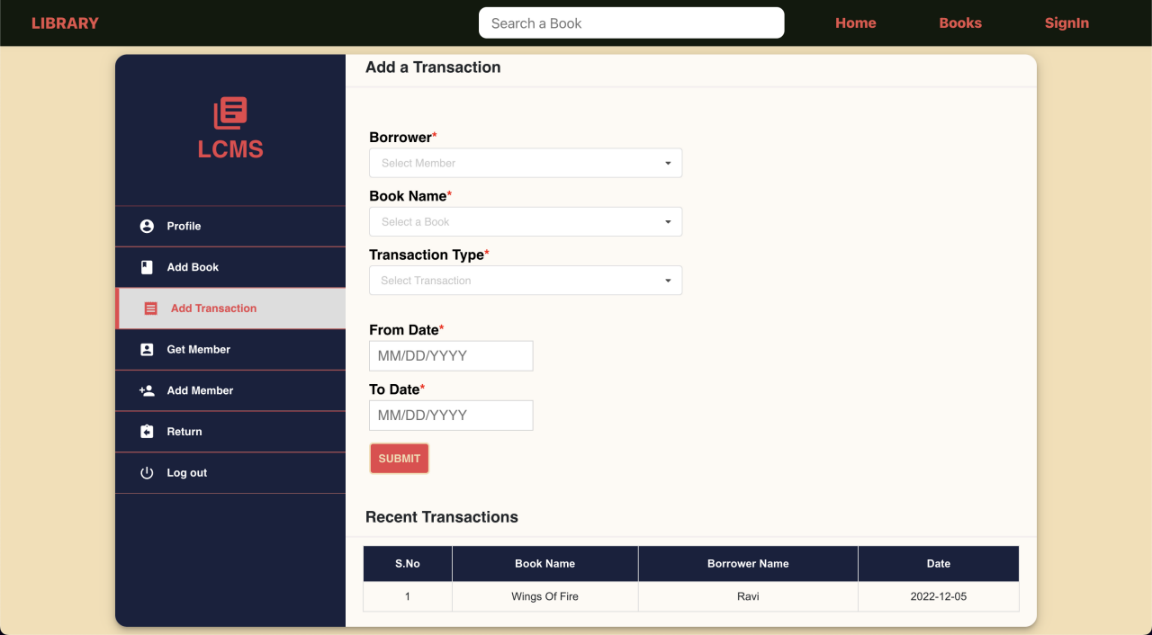 LIBRARY Search a Book Home Books SignIn
LCMS
Profile
Add Book
Add Transaction
Get Member
Add Member
Return
Log out
Add a Transaction
Borrower*
Select Member
Book Name*
Select a Book
Transaction Type*
Select Transaction
From Date*
MM/DD/YYYY
To Date*
MM/DD/YYYY
SUBMIT
Recent Transactions
S.No Book Name Borrower Name Date
1 Wings Of Fire Ravi 2022-12-05